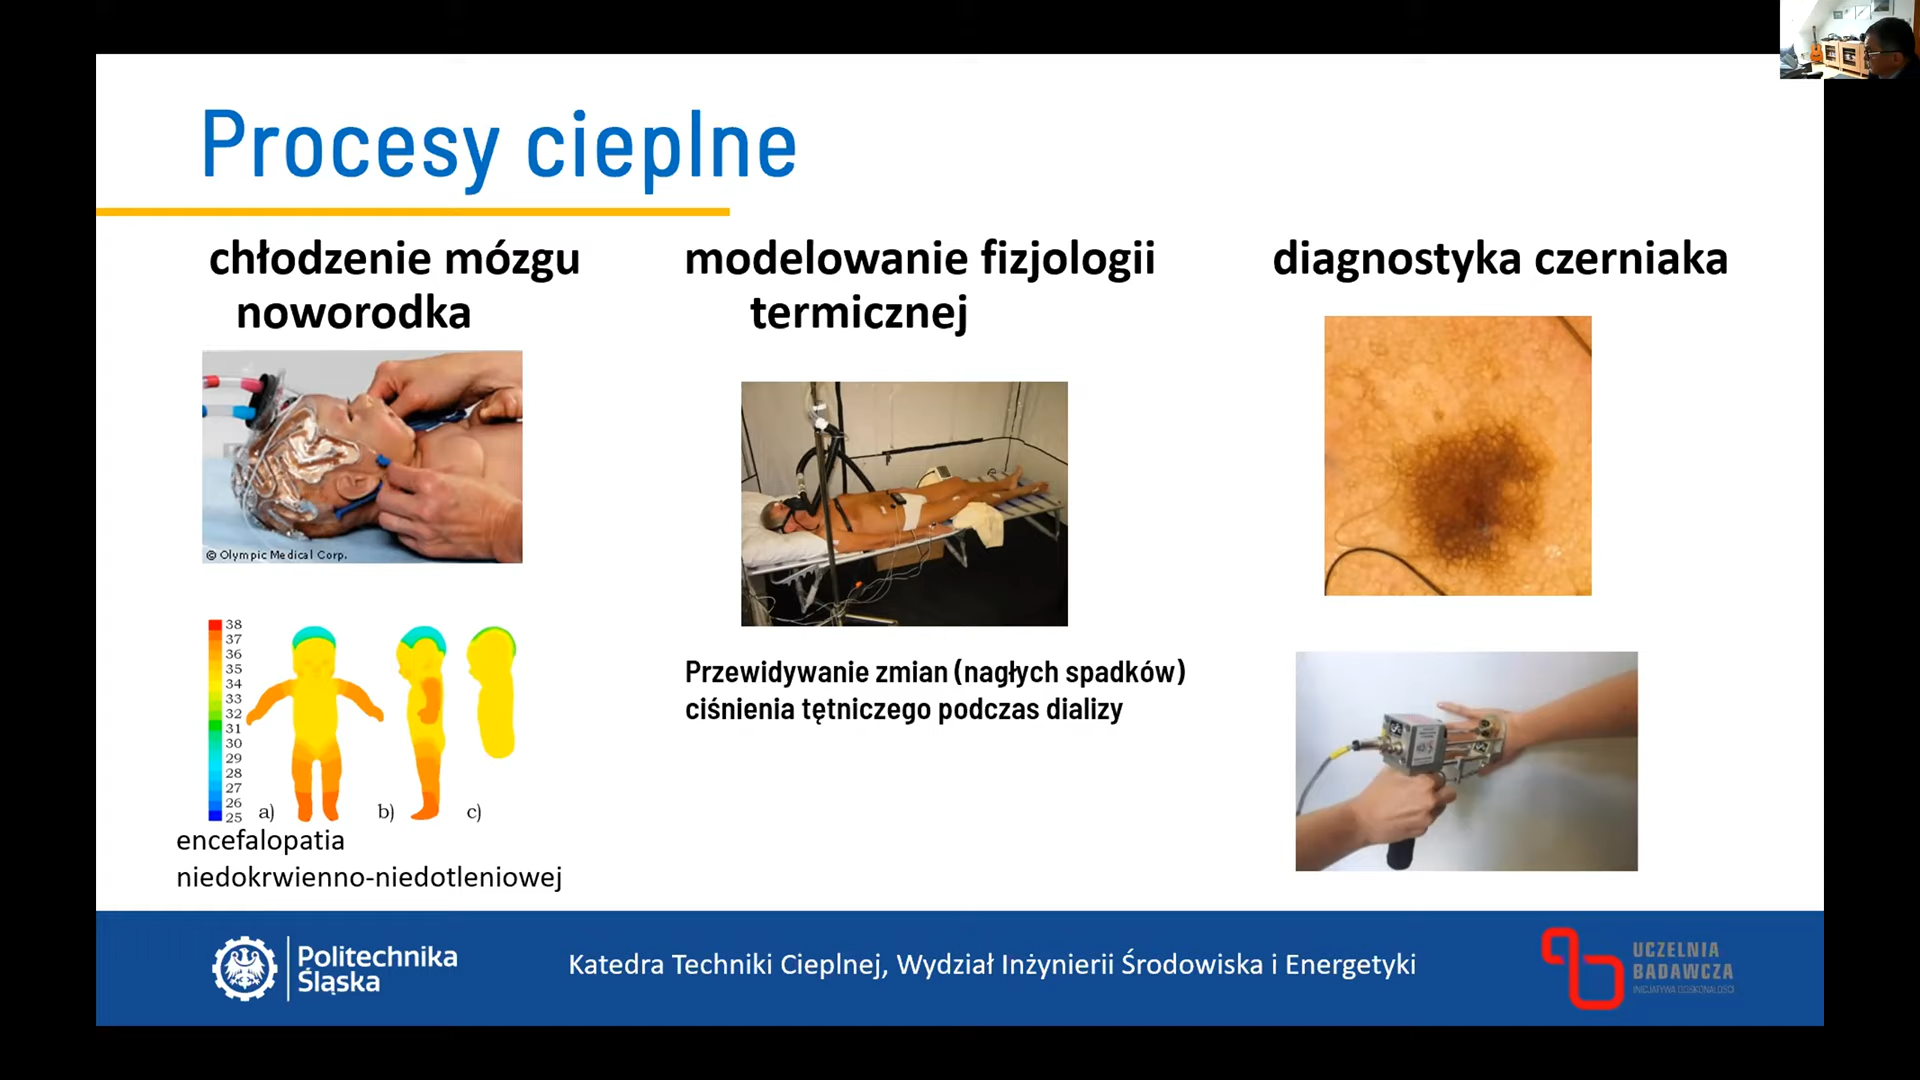 Procesy cieplne
chłodzenie mózgu
noworodka
© Olympic Medical Corp.
38
37
36
35
34
33
32
31
30
29
28
27
26
25
a)
b)
c)
encefalopatia
niedokrwienno-niedotleniowej
modelowanie fizjologii
termicznej
Przewidywanie zmian (nagłych spadków)
ciśnienia tętniczego podczas dializy
diagnostyka czerniaka
Politechnika
Śląska
Katedra Techniki Cieplnej, Wydział Inżynierii Środowiska i Energetyki
UCZELNIA
BADAWCZA
INICJATYWA DOSKONAŁOŚCI